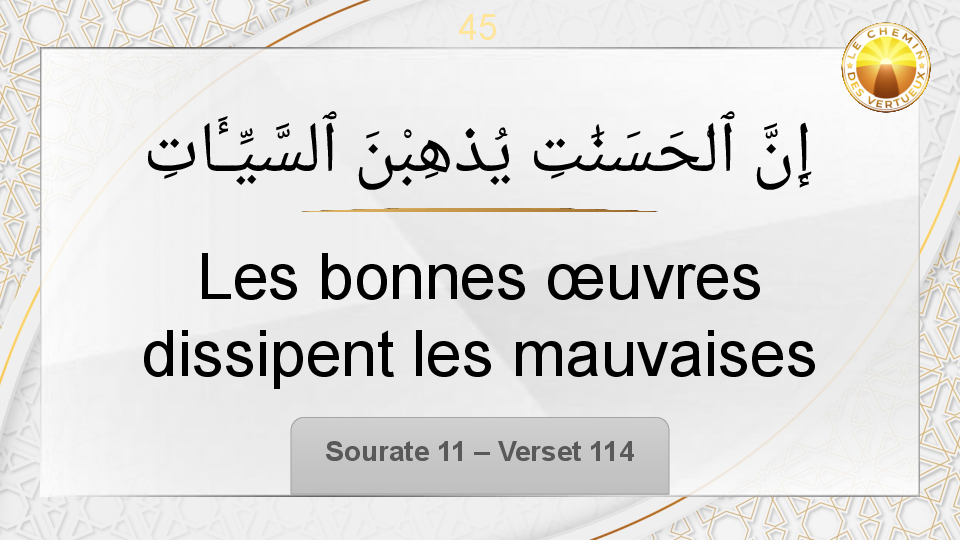 45
LE CHEMIN
DES VERTUEUX
إِنَّ ٱلْحَسَنَٰتِ يُذْهِبْنَ ٱلسَّيِّـَٔاتِ
Les bonnes œuvres
dissipent les mauvaises
Sourate 11 – Verset 114